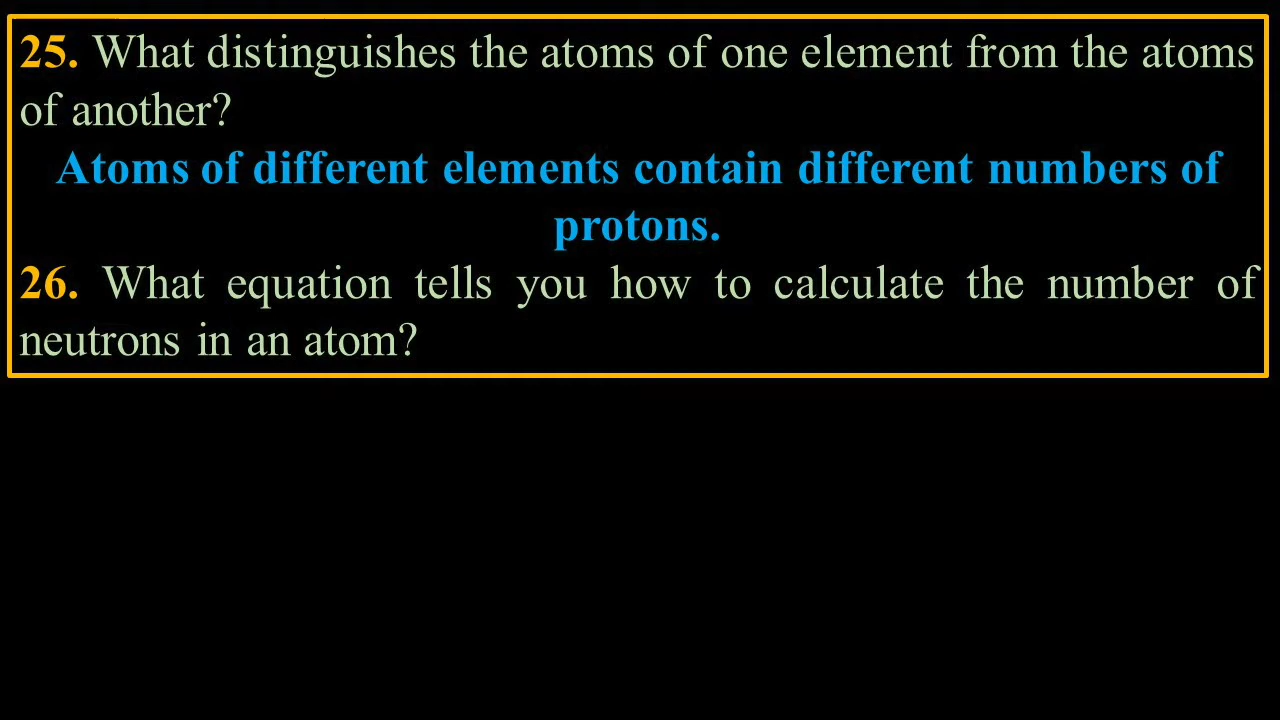 25. What distinguishes the atoms of one element from the atoms
of another?
Atoms of different elements contain different numbers of
protons.
26. What equation tells you how to calculate the number of
neutrons in an atom?